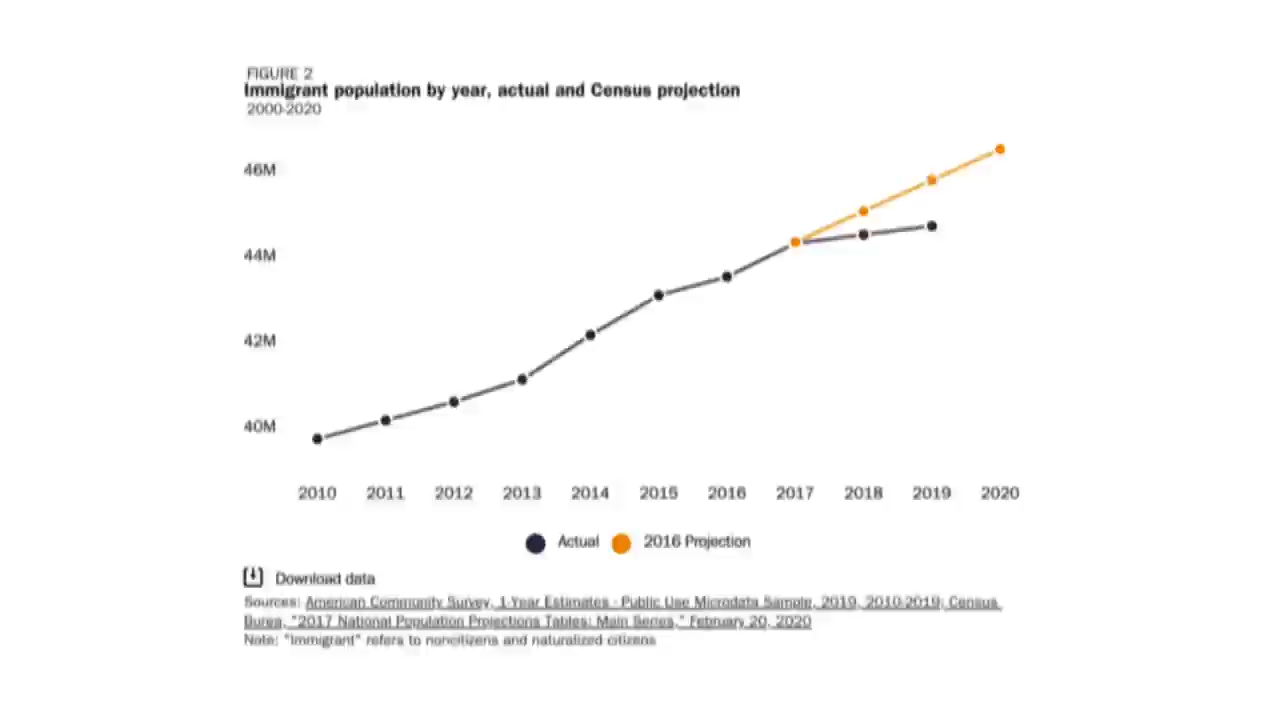 FIGURE 2
Immigrant population by year, actual and Census projection
2000-2020
46M
44M
42M
40M
2010 2011 2012 2013 2014 2015 2016 2017 2018 2019 2020
Actual 2016 Projection
Download data
Sources: American Community Survey, 1-Year Estimates - Public Use Microdata Sample, 2019, 2010-2019; Census
Burea, "2017 National Population Projections Tables: Main Series," February 20, 2020
Note: "Immigrant" refers to noncitizens and naturalized citizens